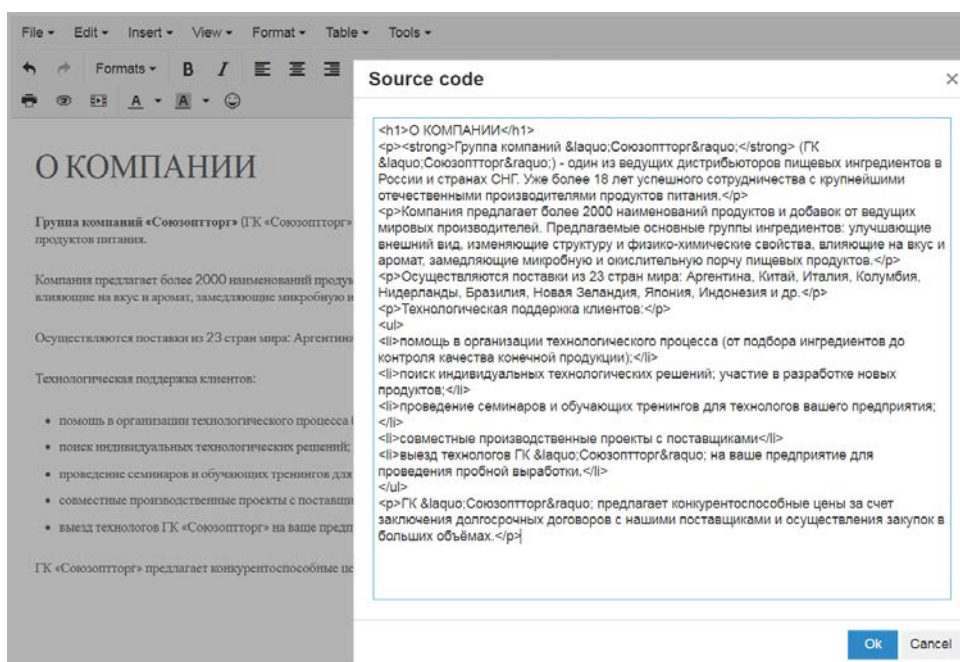 File Edit Insert View Format Table Tools
Formats B I
A A
О КОМПАНИИ
Группа компаний «Союзоптторг» (ГК «Союзоптторг»
продуктов питания.
Компания предлагает более 2000 наименований
влияющие на вкус и аромат, замедляющие микробную и
Осуществляются поставки из 23 стран мира: Аргентина
Технологическая поддержка клиентов:
помощь в организации технологического процесса
поиск индивидуальных технологических решений;
проведение семинаров и обучающих тренингов для
совместные производственные проекты с
выезд технологов ГК «Союзоптторг» на ваше
ГК «Союзоптторг» предлагает конкурентоспособные
Source code
<h1>О КОМПАНИИ</h1>
<p><strong>Группа компаний &laquo;Союзоптторг&raquo;</strong> (ГК
&laquo;Союзоптторг&raquo;) - один из ведущих дистрибьюторов пищевых ингредиентов в
России и странах СНГ. Уже более 18 лет успешного сотрудничества с крупнейшими
отечественными производителями продуктов питания.</p>
<p>Компания предлагает более 2000 наименований продуктов и добавок от ведущих
мировых производителей. Предлагаемые основные группы ингредиентов: улучшающие
внешний вид, изменяющие структуру и физико-химические свойства, влияющие на вкус и
аромат, замедляющие микробную и окислительную порчу пищевых продуктов.</p>
<p>Осуществляются поставки из 23 стран мира: Аргентина, Китай, Италия, Колумбия,
Нидерланды, Бразилия, Новая Зеландия, Япония, Индонезия и др.</p>
<p>Технологическая поддержка клиентов:</p>
<ul>
<li>помощь в организации технологического процесса (от подбора ингредиентов до
контроля качества конечной продукции);</li>
<li>поиск индивидуальных технологических решений; участие в разработке новых
продуктов;</li>
<li>проведение семинаров и обучающих тренингов для технологов вашего предприятия;
</li>
<li>совместные производственные проекты с поставщиками</li>
<li>выезд технологов ГК &laquo;Союзоптторг&raquo; на ваше предприятие для
проведения пробной выработки.</li>
</ul>
<p>ГК &laquo;Союзоптторг&raquo; предлагает конкурентоспособные цены за счет
заключения долгосрочных договоров с нашими поставщиками и осуществления закупок в
больших объёмах.</p>
Ok Cancel